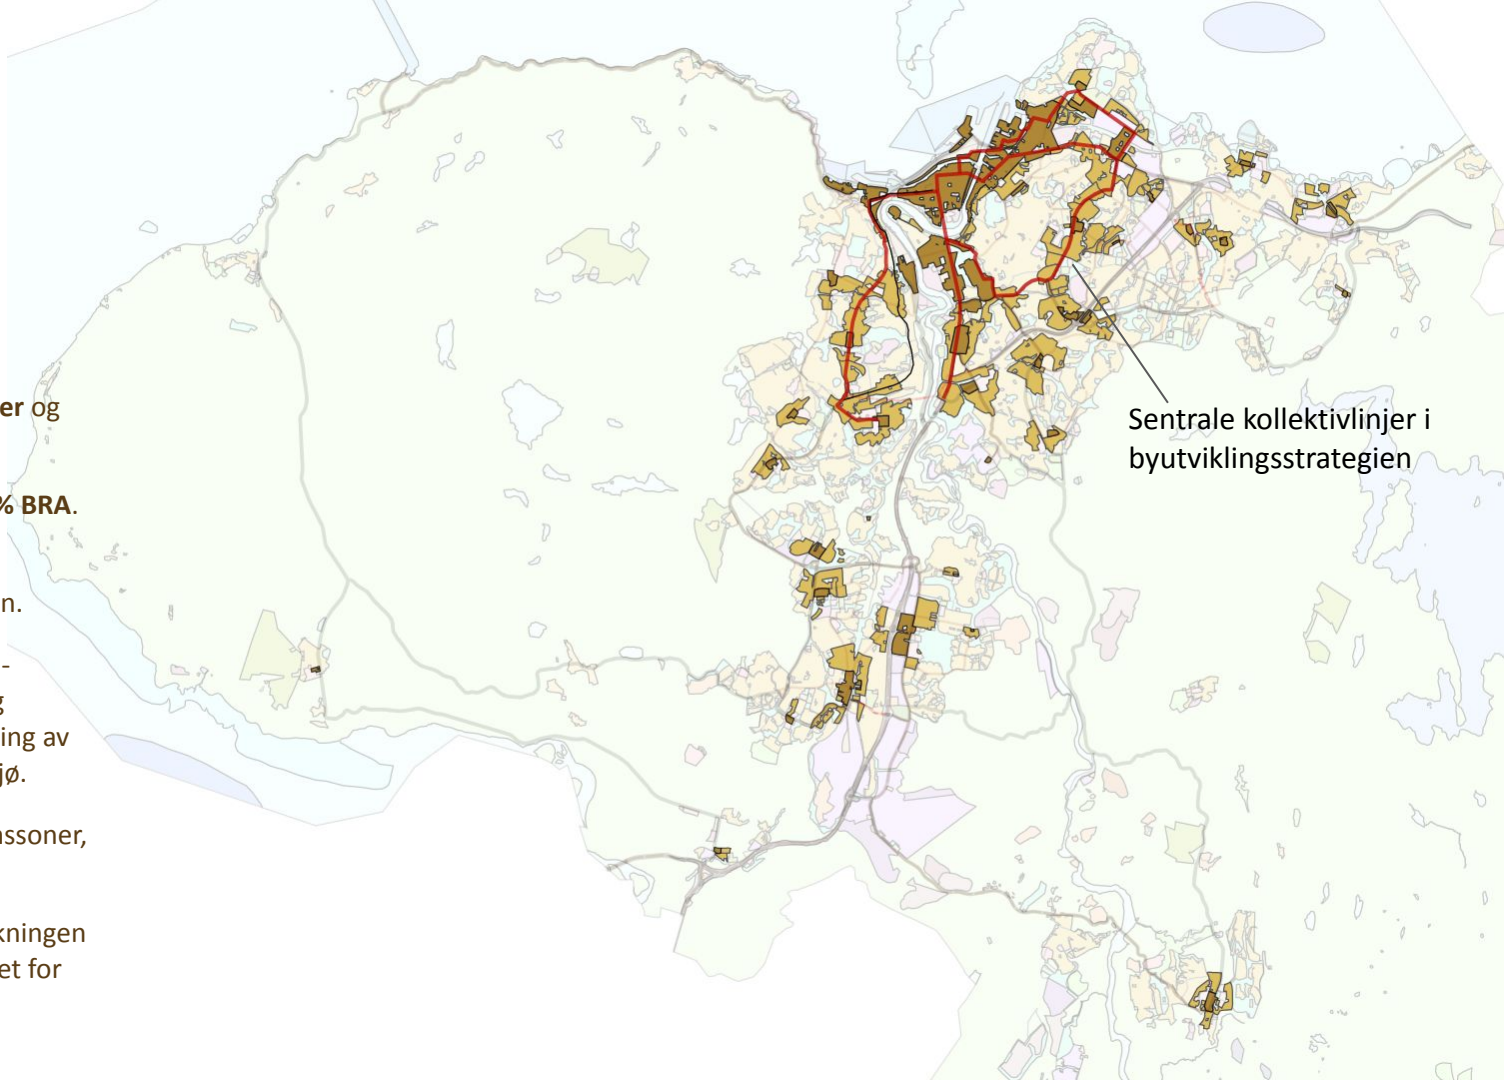 er og
% BRA.
n.
-
g
ing av
jø.
ssoner,
kningen
et for
Sentrale kollektivlinjer i
byutviklingsstrategien